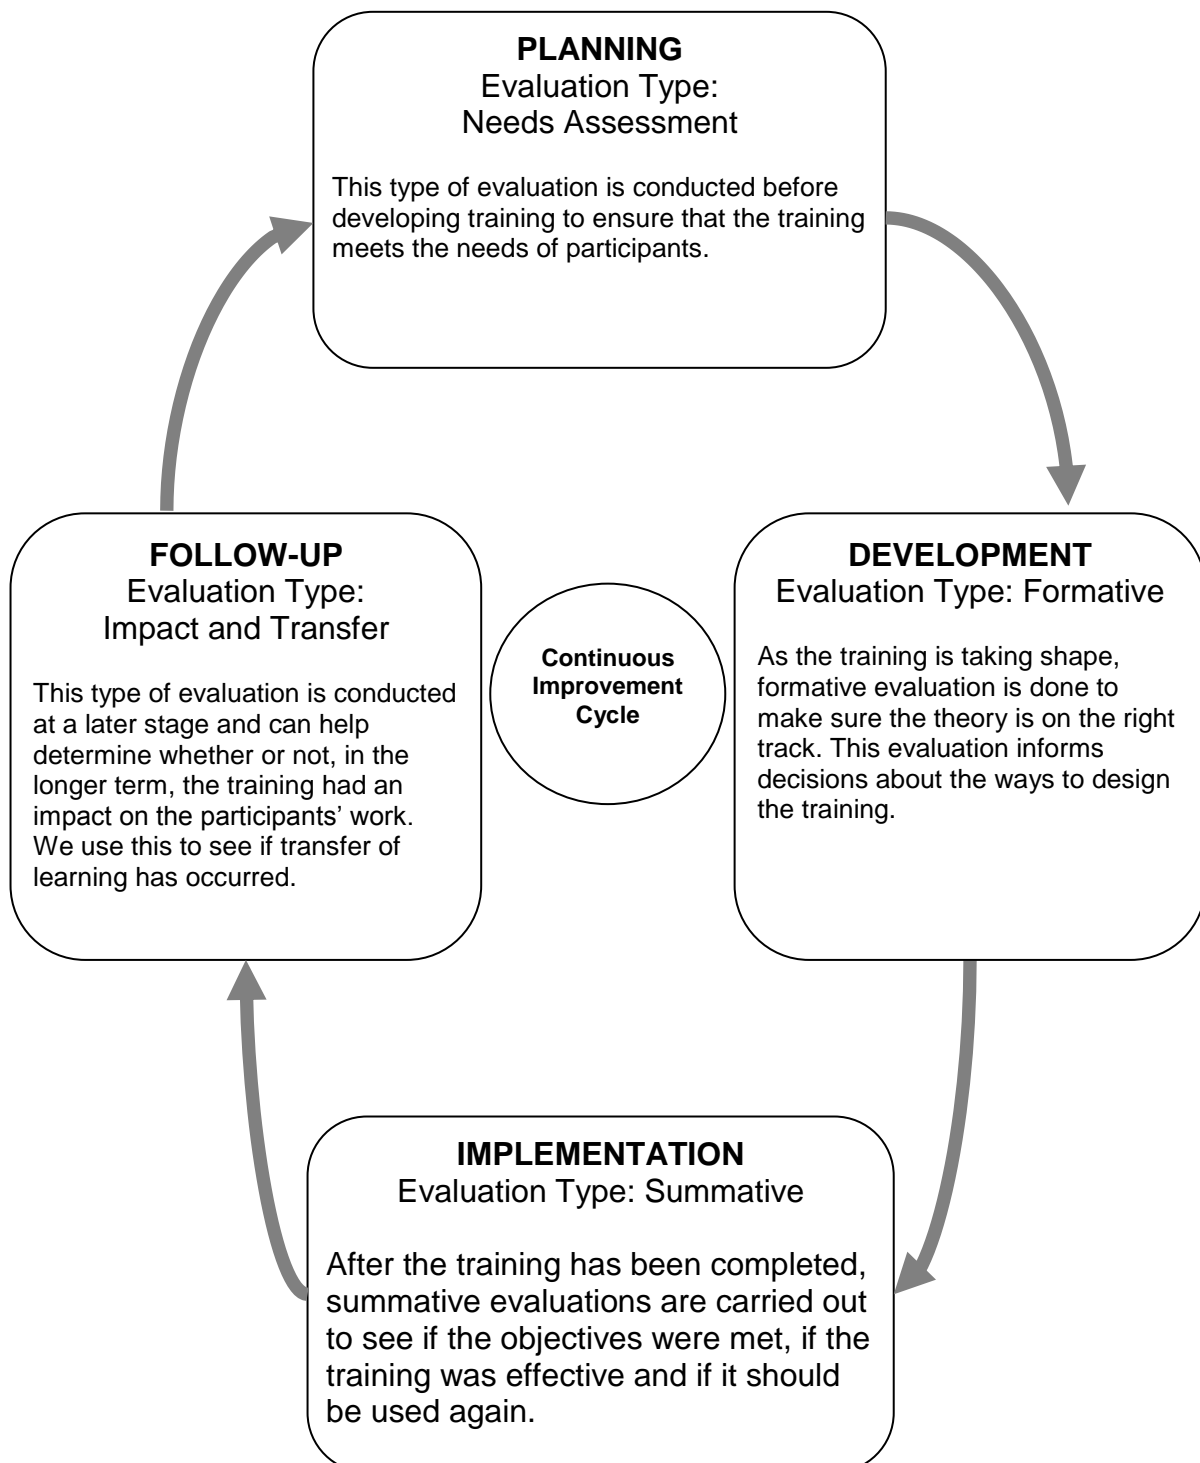 PLANNING
Evaluation Type:
Needs Assessment
This type of evaluation is conducted before
developing training to ensure that the training
meets the needs of participants.
FOLLOW-UP
Evaluation Type:
Impact and Transfer
This type of evaluation is conducted
at a later stage and can help
determine whether or not, in the
longer term, the training had an
impact on the participants’ work.
We use this to see if transfer of
learning has occurred.
Continuous
Improvement
Cycle
DEVELOPMENT
Evaluation Type: Formative
As the training is taking shape,
formative evaluation is done to
make sure the theory is on the right
track. This evaluation informs
decisions about the ways to design
the training.
IMPLEMENTATION
Evaluation Type: Summative
After the training has been completed,
summative evaluations are carried out
to see if the objectives were met, if the
training was effective and if it should
be used again.